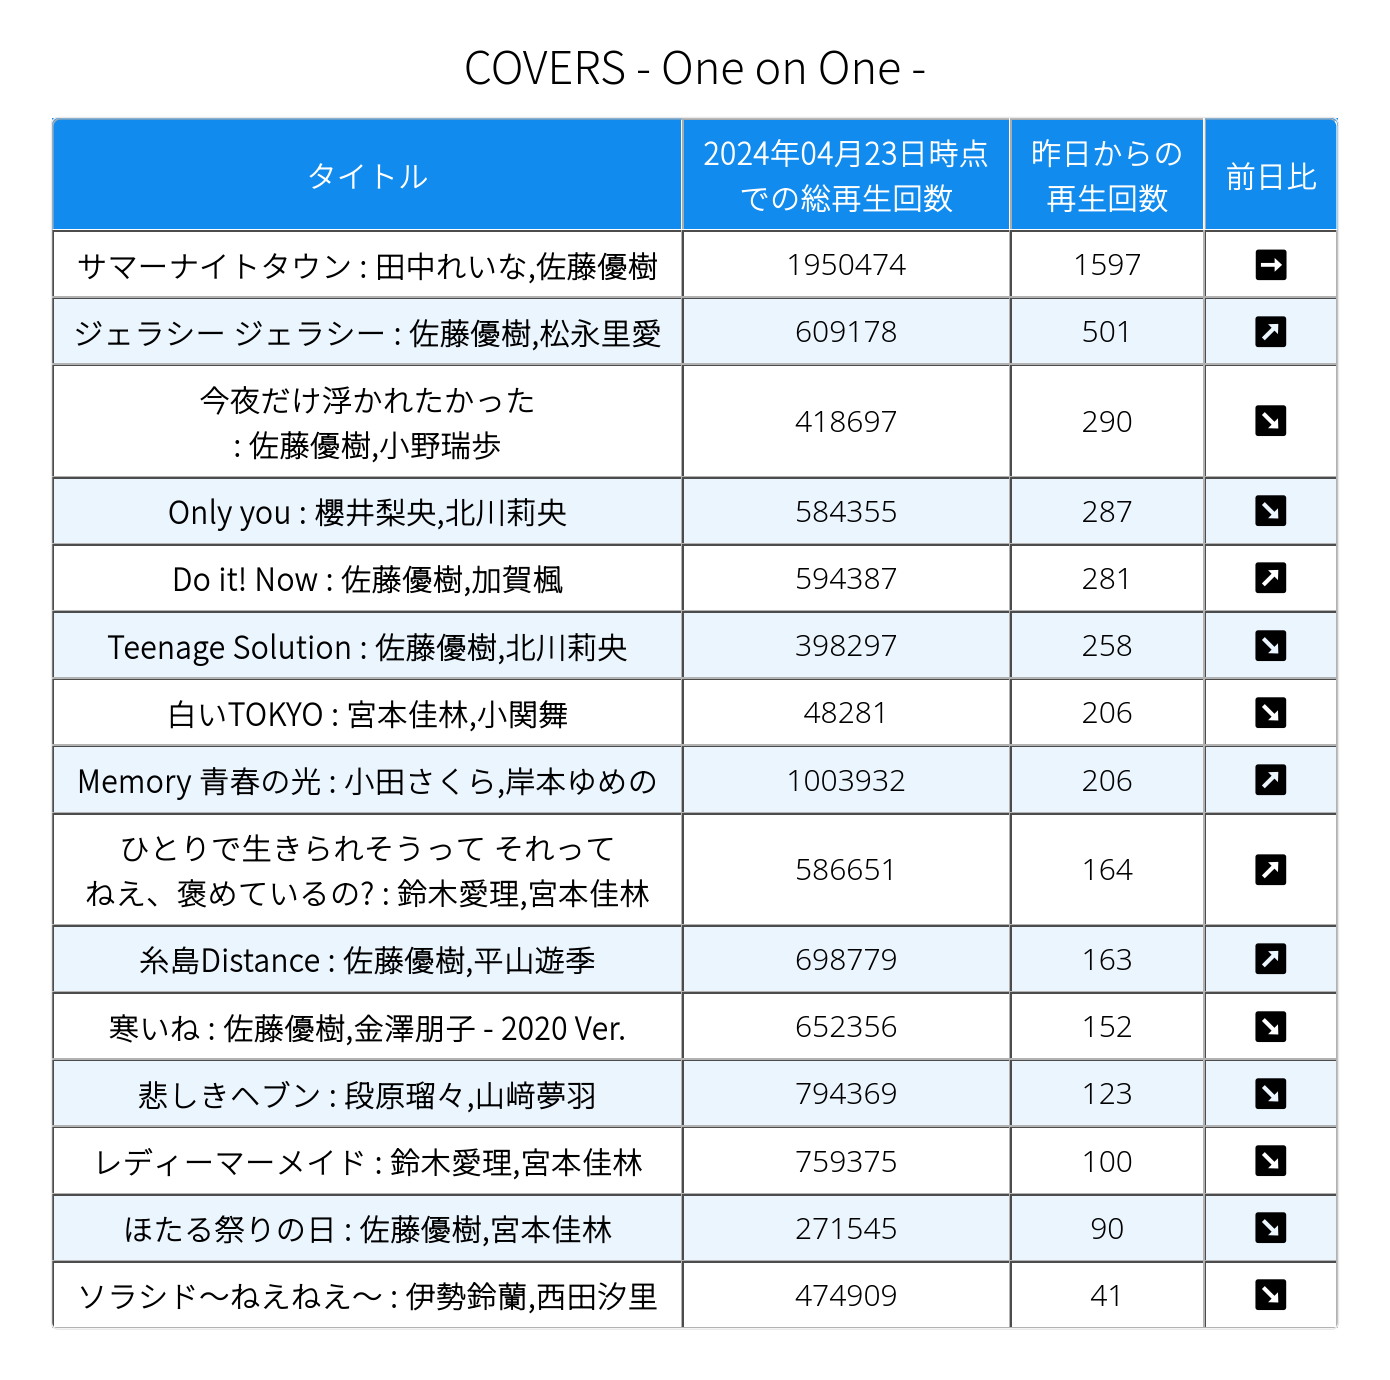 COVERS - One on One -
タイトル
2024年04月23日時点
での総再生回数
昨日からの
再生回数
前日比
サマーナイトタウン : 田中れいな,佐藤優樹
1950474
1597
ジェラシー ジェラシー : 佐藤優樹,松永里愛
609178
501
今夜だけ浮かれたかった
: 佐藤優樹,小野瑞歩
418697
290
Only you : 櫻井梨央,北川莉央
584355
287
Do it! Now : 佐藤優樹,加賀楓
594387
281
Teenage Solution : 佐藤優樹,北川莉央
398297
258
白いTOKYO : 宮本佳林,小関舞
48281
206
Memory 青春の光 : 小田さくら,岸本ゆめの
1003932
206
ひとりで生きられそうって それって
ねえ、褒めているの? : 鈴木愛理,宮本佳林
586651
164
糸島Distance : 佐藤優樹,平山遊季
698779
163
寒いね : 佐藤優樹,金澤朋子 - 2020 Ver.
652356
152
悲しきヘブン : 段原瑠々,山﨑夢羽
794369
123
レディーマーメイド : 鈴木愛理,宮本佳林
759375
100
ほたる祭りの日 : 佐藤優樹,宮本佳林
271545
90
ソラシド〜ねえねえ〜 : 伊勢鈴蘭,西田汐里
474909
41